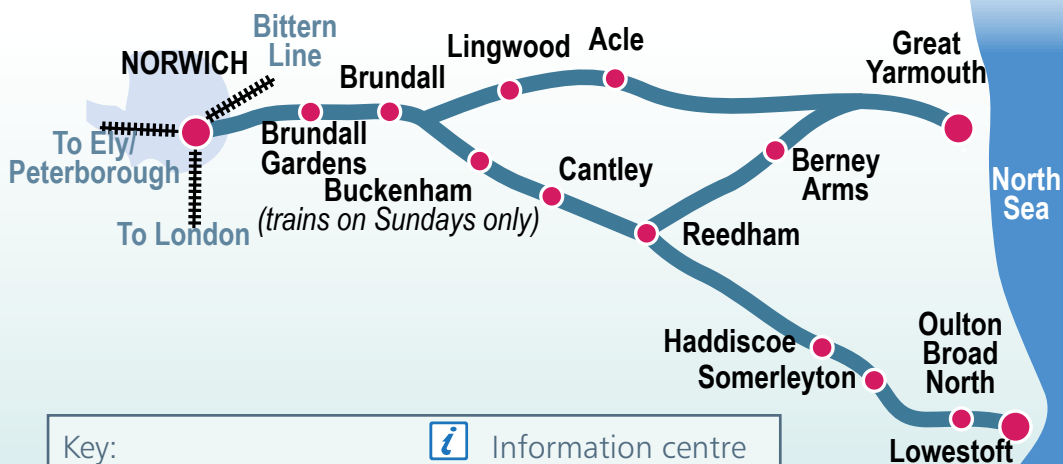 Bittern
Line
NORWICH
Lingwood
Acle
Great
Yarmouth
Brundall
To Ely/
Peterborough
Brundall
Gardens
Buckenham
(trains on Sundays only)
Cantley
Berney
Arms
North
Sea
To London
Reedham
Haddiscoe
Somerleyton
Oulton
Broad
North
Lowestoft
Key:
i Information centre